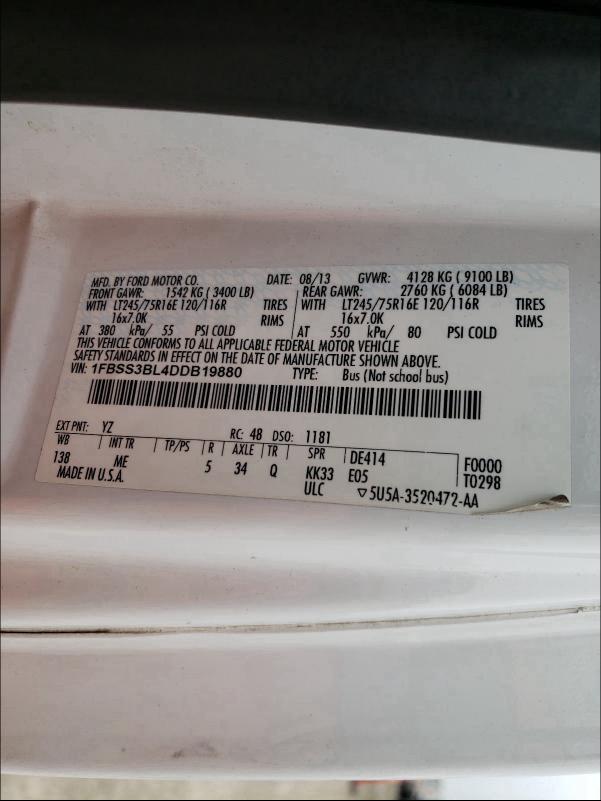 MFD. BY FORD MOTOR CO. DATE: 08/13 GVWR: 4128 KG ( 9100 LB)
FRONT GAWR: 1542 KG ( 3400 LB) REAR GAWR: 2760 KG ( 6084 LB)
WITH LT245/75R16E 120/116R TIRES WITH LT245/75R16E 120/116R TIRES
16x7.0K RIMS 16x7.0K RIMS
AT 380 kPa/ 55 PSI COLD AT 550 kPa/ 80 PSI COLD
THIS VEHICLE CONFORMS TO ALL APPLICABLE FEDERAL MOTOR VEHICLE
SAFETY STANDARDS IN EFFECT ON THE DATE OF MANUFACTURE SHOWN ABOVE.
VIN: 1FBSS3BL4DDB19880 TYPE: Bus (Not school bus)
EXT PNT: YZ RC: 48 DSO: 1181
WB INT TR TP/PS R AXLE TR SPR DE414 F0000
138 ME 5 34 Q KK33 E05 T0298
MADE IN U.S.A. ULC ▽5U5A-3520472-AA